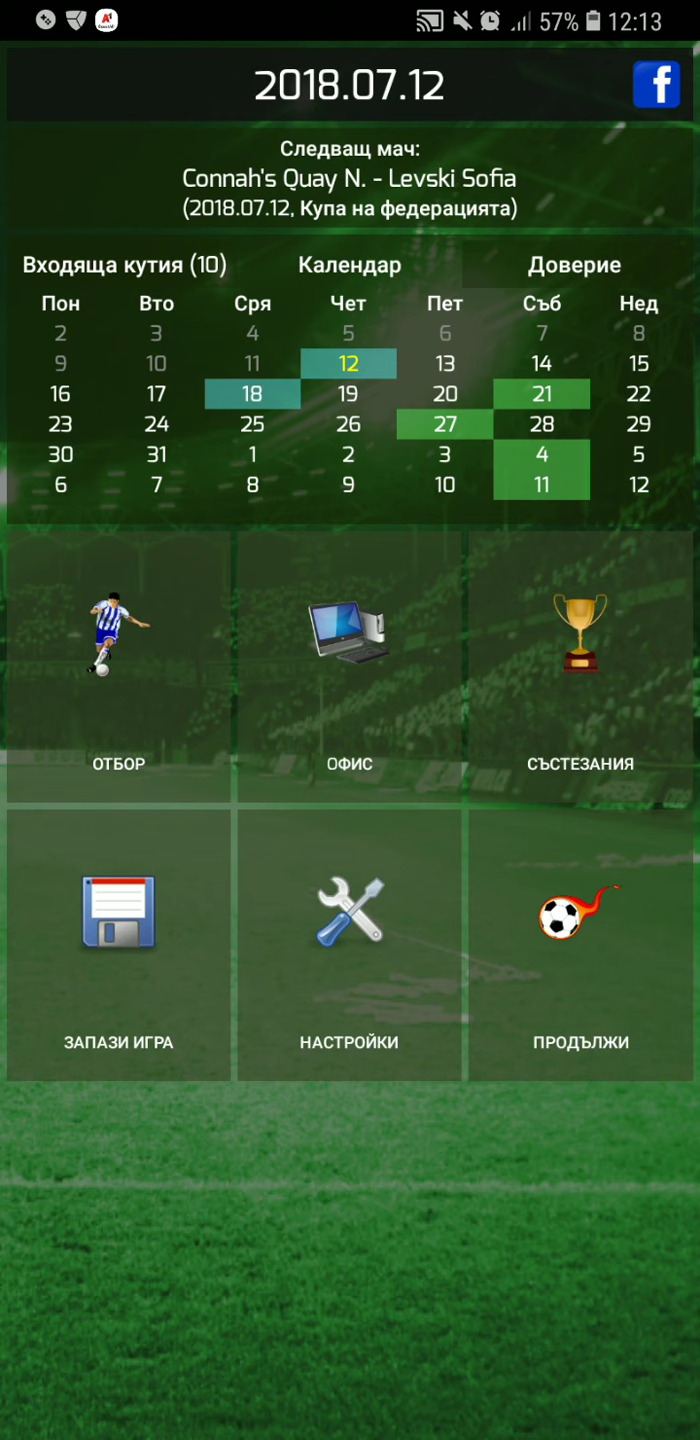 57% 12:13
2018.07.12
Следващ мач:
Connah's Quay N. - Levski Sofia
(2018.07.12, Купа на федерацията)
Входяща кутия (10) Календар Доверие
Пон Вто Сря Чет Пет Съб Нед
2 3 4 5 6 7 8
9 10 11 12 13 14 15
16 17 18 19 20 21 22
23 24 25 26 27 28 29
30 31 1 2 3 4 5
6 7 8 9 10 11 12
ОТБОР ОФИС СЪСТЕЗАНИЯ
ЗАПАЗИ ИГРА НАСТРОЙКИ ПРОДЪЛЖИ